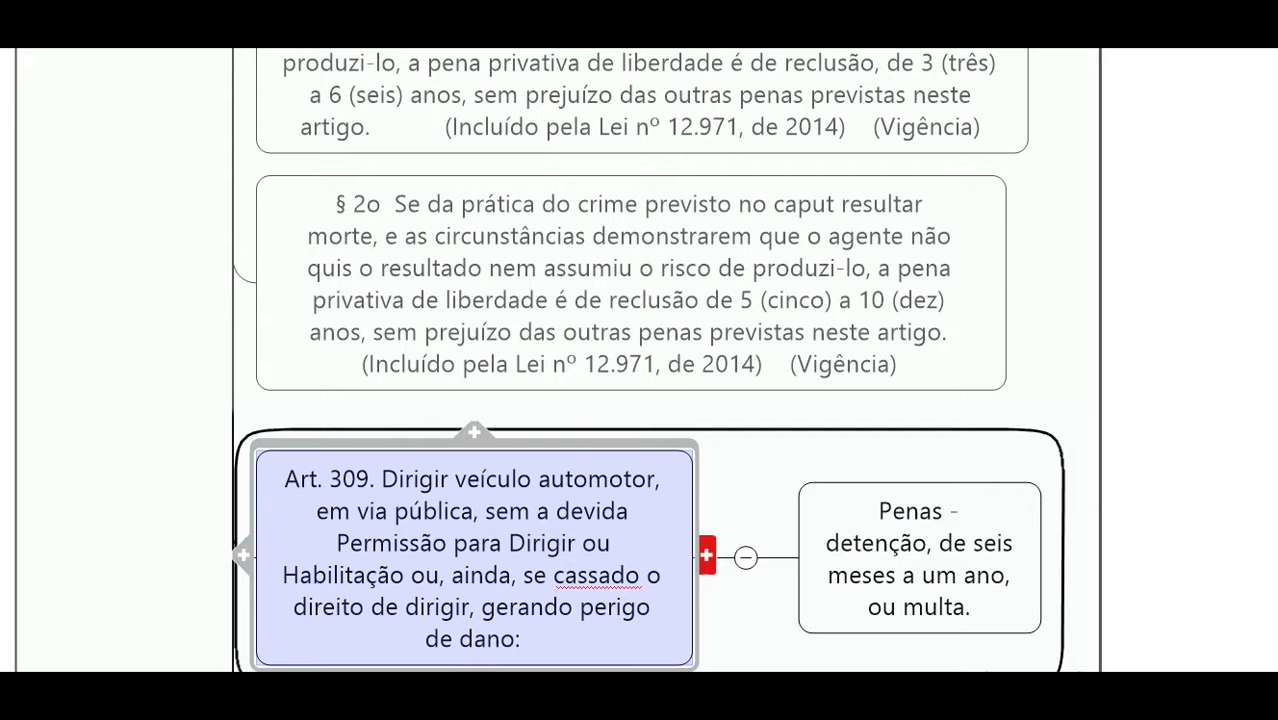 produzi-lo, a pena privativa de liberdade é de reclusão, de 3 (três)
a 6 (seis) anos, sem prejuízo das outras penas previstas neste
artigo. (Incluído pela Lei nº 12.971, de 2014) (Vigência)
§ 2o Se da prática do crime previsto no caput resultar
morte, e as circunstâncias demonstrarem que o agente não
quis o resultado nem assumiu o risco de produzi-lo, a pena
privativa de liberdade é de reclusão de 5 (cinco) a 10 (dez)
anos, sem prejuízo das outras penas previstas neste artigo.
(Incluído pela Lei nº 12.971, de 2014) (Vigência)
Art. 309. Dirigir veículo automotor,
em via pública, sem a devida
Permissão para Dirigir ou
Habilitação ou, ainda, se cassado o
direito de dirigir, gerando perigo
de dano:
Penas -
detenção, de seis
meses a um ano,
ou multa.